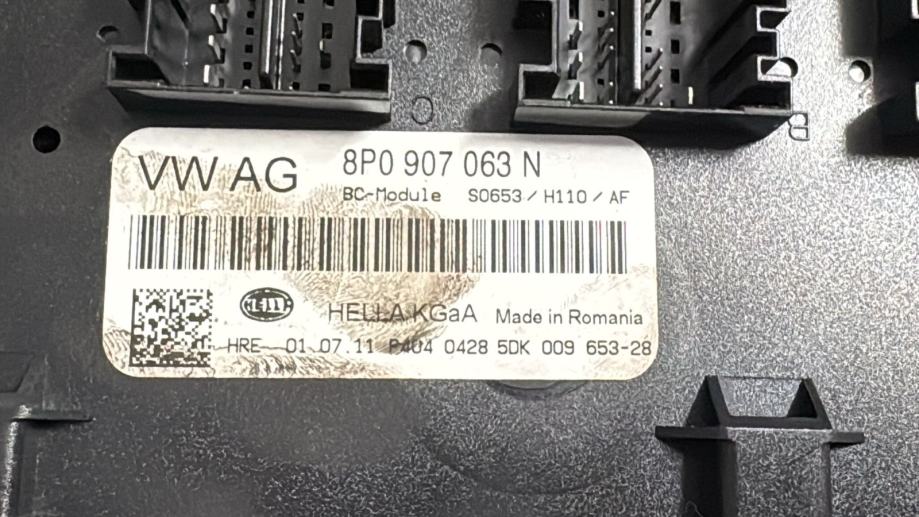 C
B
VW AG 8P0 907 063 N
BC-Module S0653 / H110 / AF
HELLA HELLA KGaA Made in Romania
HRE 01.07.11 P404 0428 5DK 009 653-28